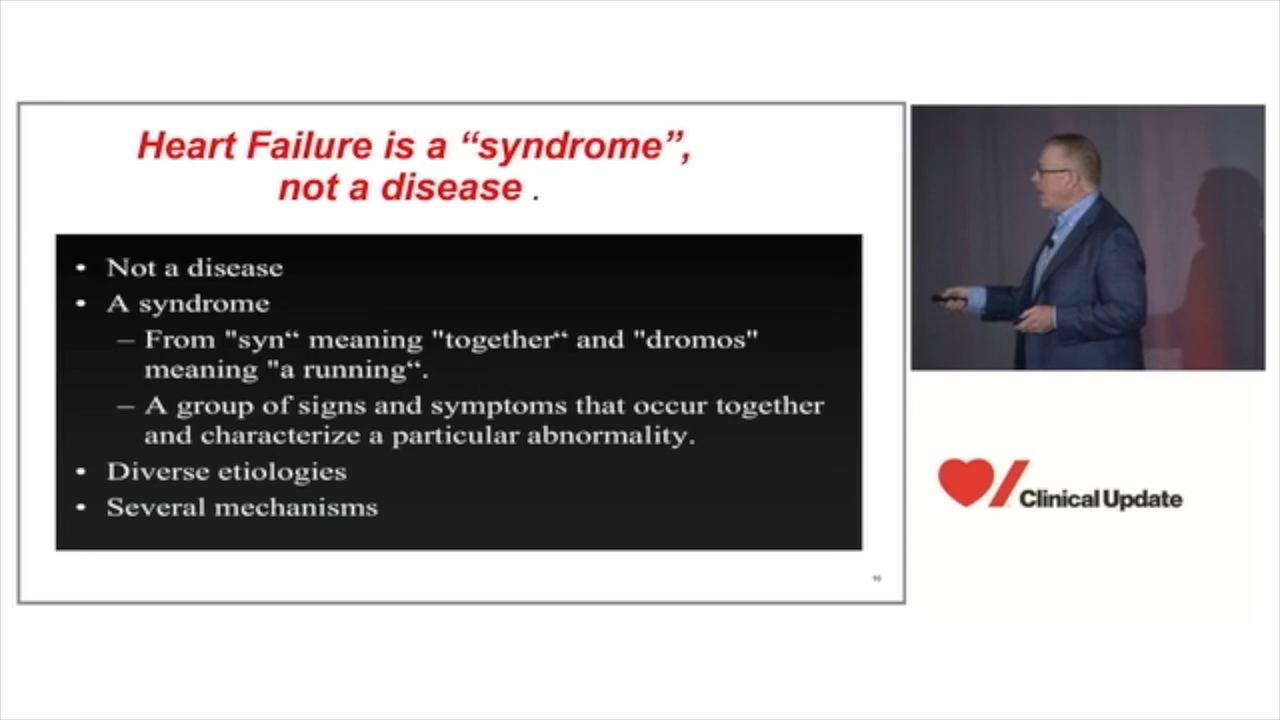 Heart Failure is a “syndrome”,
not a disease .
• Not a disease
• A syndrome
– From "syn“ meaning "together“ and "dromos"
meaning "a running“.
– A group of signs and symptoms that occur together
and characterize a particular abnormality.
• Diverse etiologies
• Several mechanisms
Clinical Update